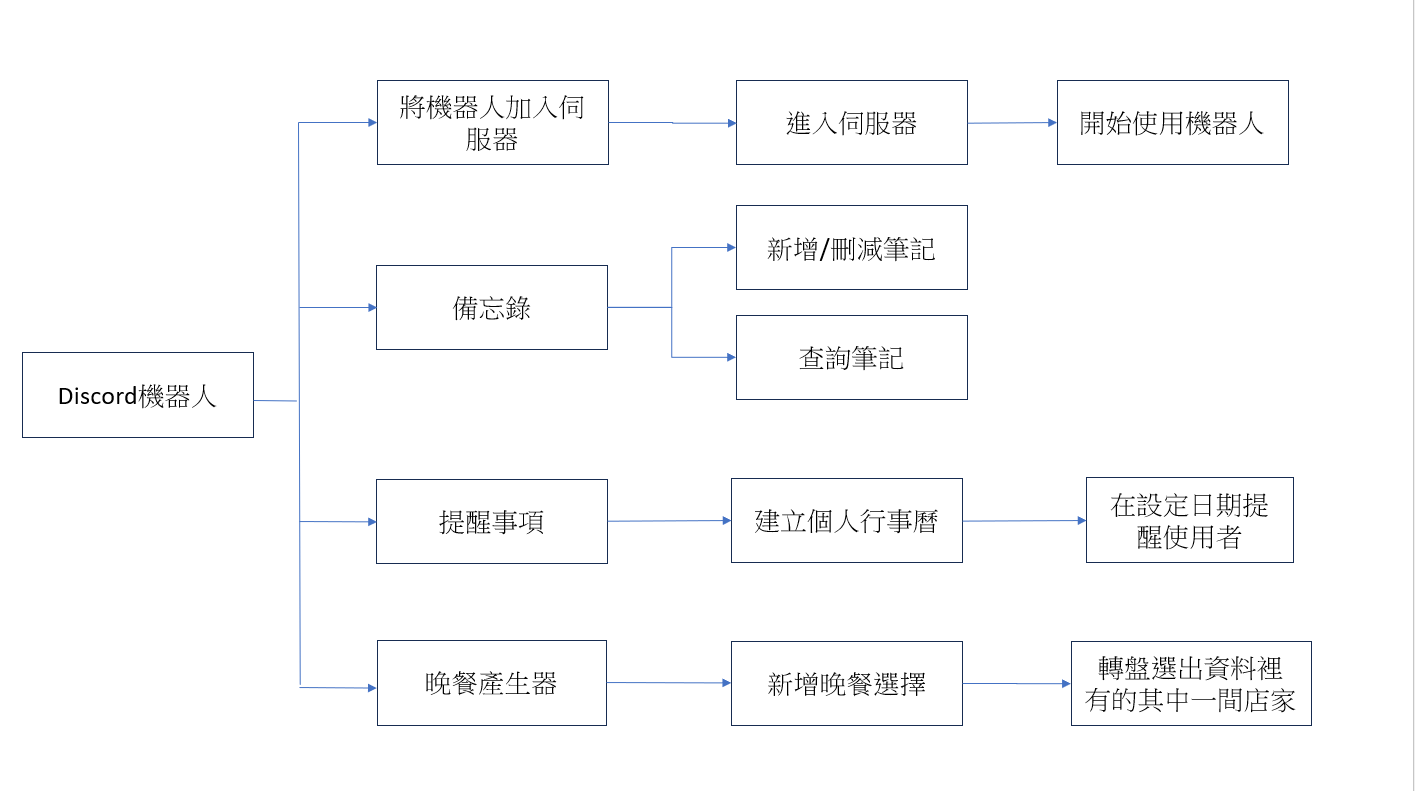 將機器人加入伺
服器
進入伺服器
開始使用機器人
新增/刪減筆記
備忘錄
查詢筆記
Discord機器人
提醒事項
建立個人行事曆
在設定日期提
醒使用者
晚餐產生器
新增晚餐選擇
轉盤選出資料裡
有的其中一間店家